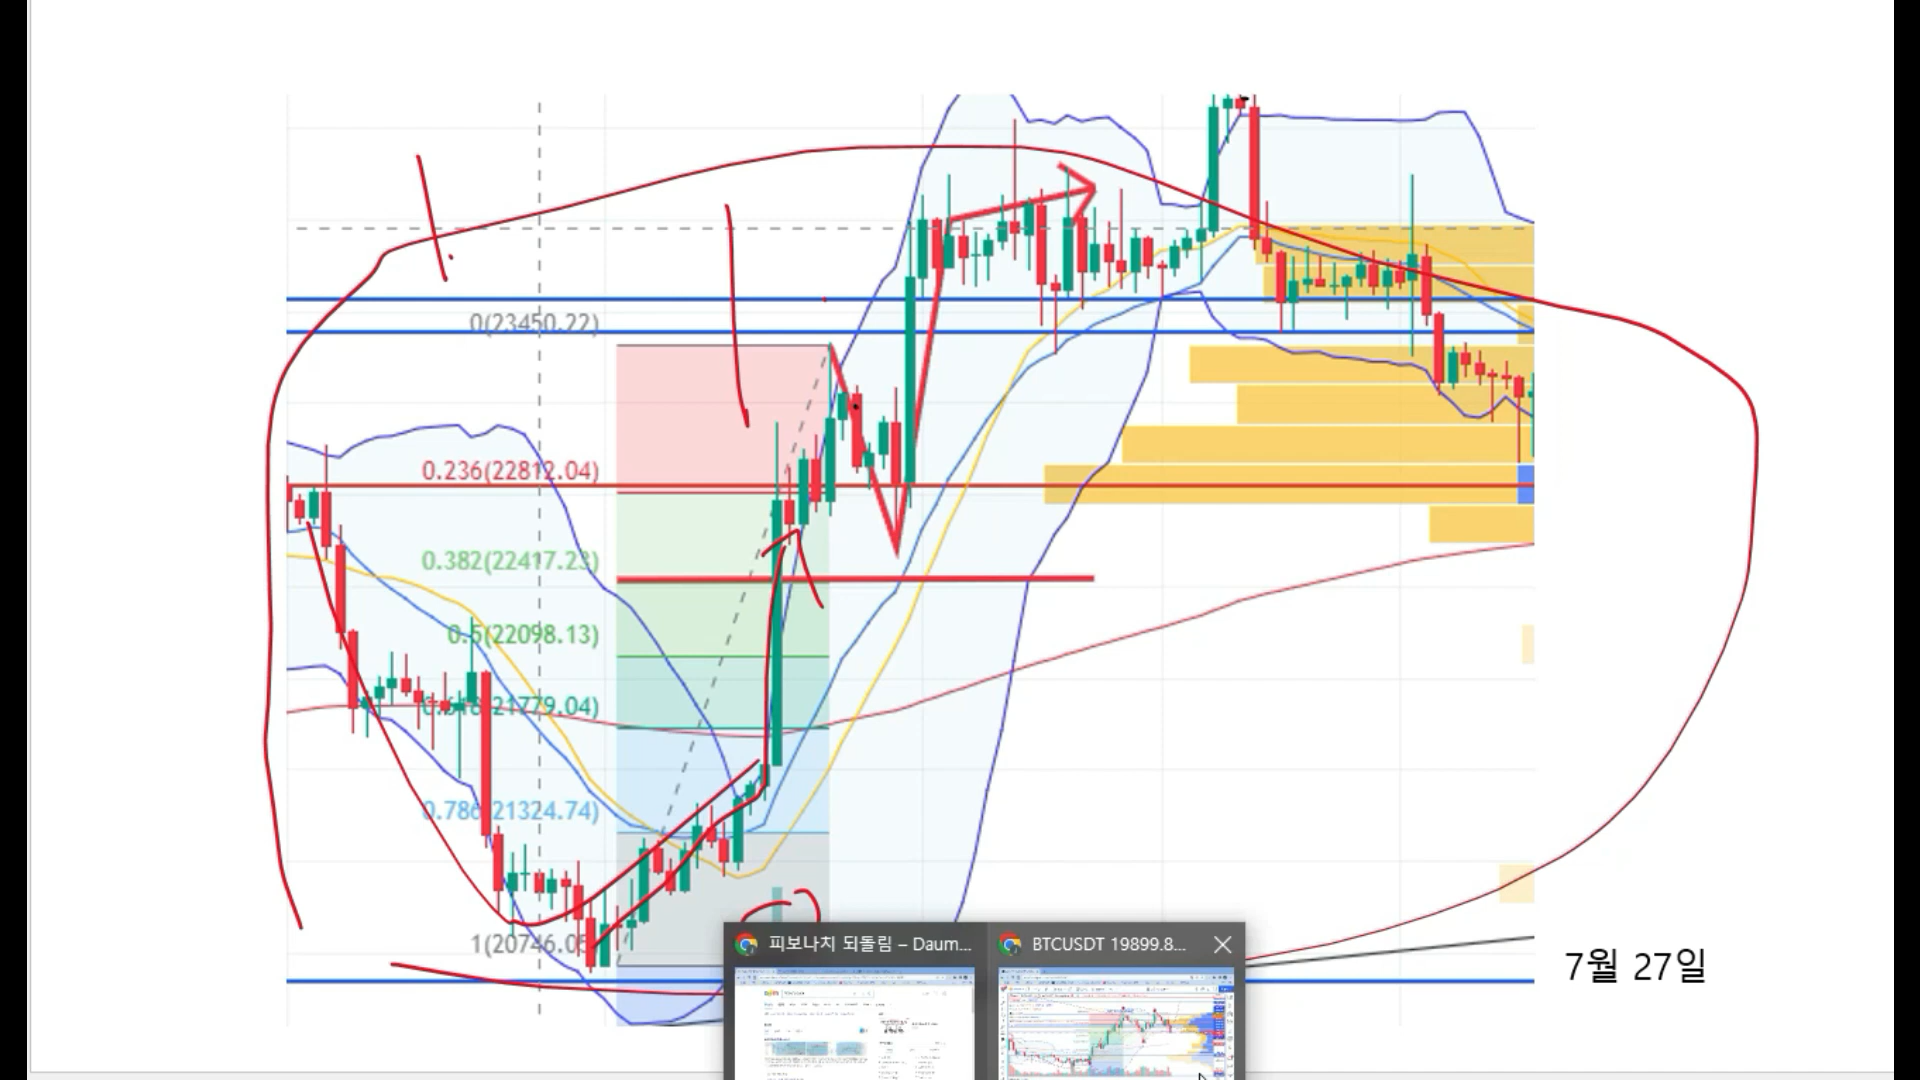 0(23450.22)
0.236(22812.04)
0.382(22417.23)
0.5(22098.13)
0.618(21779.04)
0.786(21324.74)
1(20746.05)
7월 27일
피보나치 되돌림 – Daum...
BTCUSDT 19899.8...